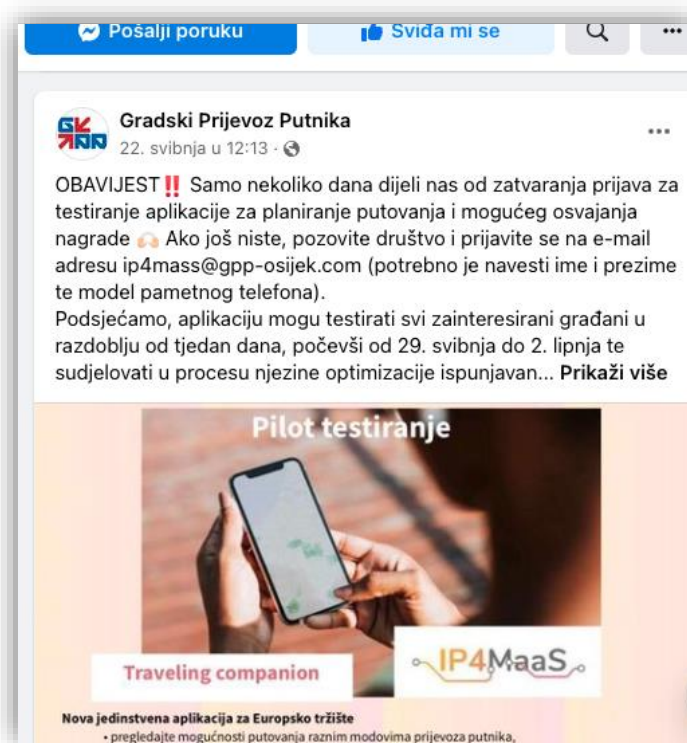 Pošalji poruku
Sviđa mi se
Gradski Prijevoz Putnika
22. svibnja u 12:13 ·
OBAVIJEST‼️ Samo nekoliko dana dijeli nas od zatvaranja prijava za
testiranje aplikacije za planiranje putovanja i mogućeg osvajanja
nagrade 👐🏻 Ako još niste, pozovite društvo i prijavite se na e-mail
adresu ip4mass@gpp-osijek.com (potrebno je navesti ime i prezime
te model pametnog telefona).
Podsjećamo, aplikaciju mogu testirati svi zainteresirani građani u
razdoblju od tjedan dana, počevši od 29. svibnja do 2. lipnja te
sudjelovati u procesu njezine optimizacije ispunjavan... Prikaži više
Pilot testiranje
IP4MaaS
Traveling companion
Nova jedinstvena aplikacija za Europsko tržište
• pregledajte mogućnosti putovanja raznim modovima prijevoza putnika,